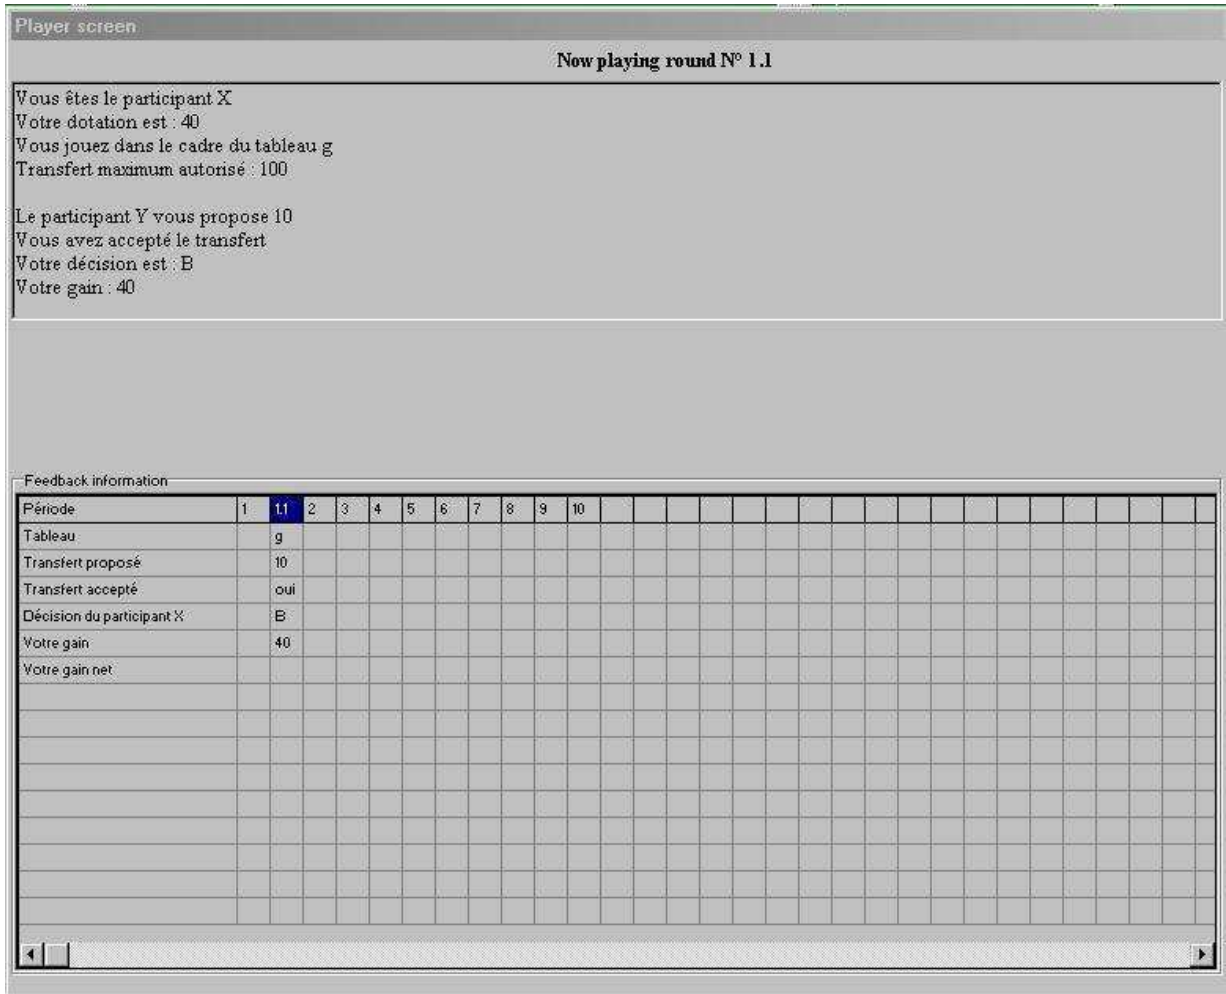 Player screen
Now playing round N° 1.1
Vous êtes le participant X
Votre dotation est : 40
Vous jouez dans le cadre du tableau g
Transfert maximum autorisé : 100
Le participant Y vous propose 10
Vous avez accepté le transfert
Votre décision est : B
Votre gain : 40
Feedback information
Période 1 1.1 2 3 4 5 6 7 8 9 10
Tableau g
Transfert proposé 10
Transfert accepté oui
Décision du participant X B
Votre gain 40
Votre gain net